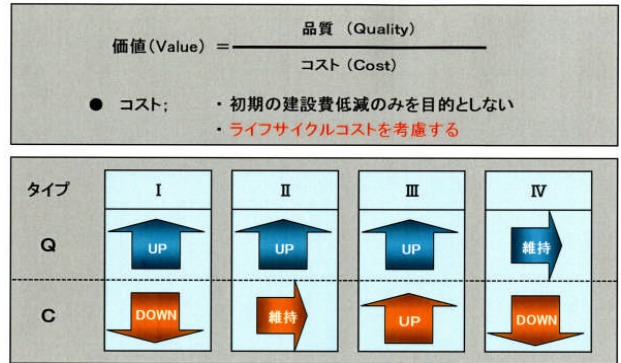 価値(Value) = 品質 (Quality)
コスト(Cost)
● コスト; ・初期の建設費低減のみを目的としない
・ライフサイクルコストを考慮する
タイプ I II III IV
Q UP UP UP 維持
C DOWN 維持 UP DOWN